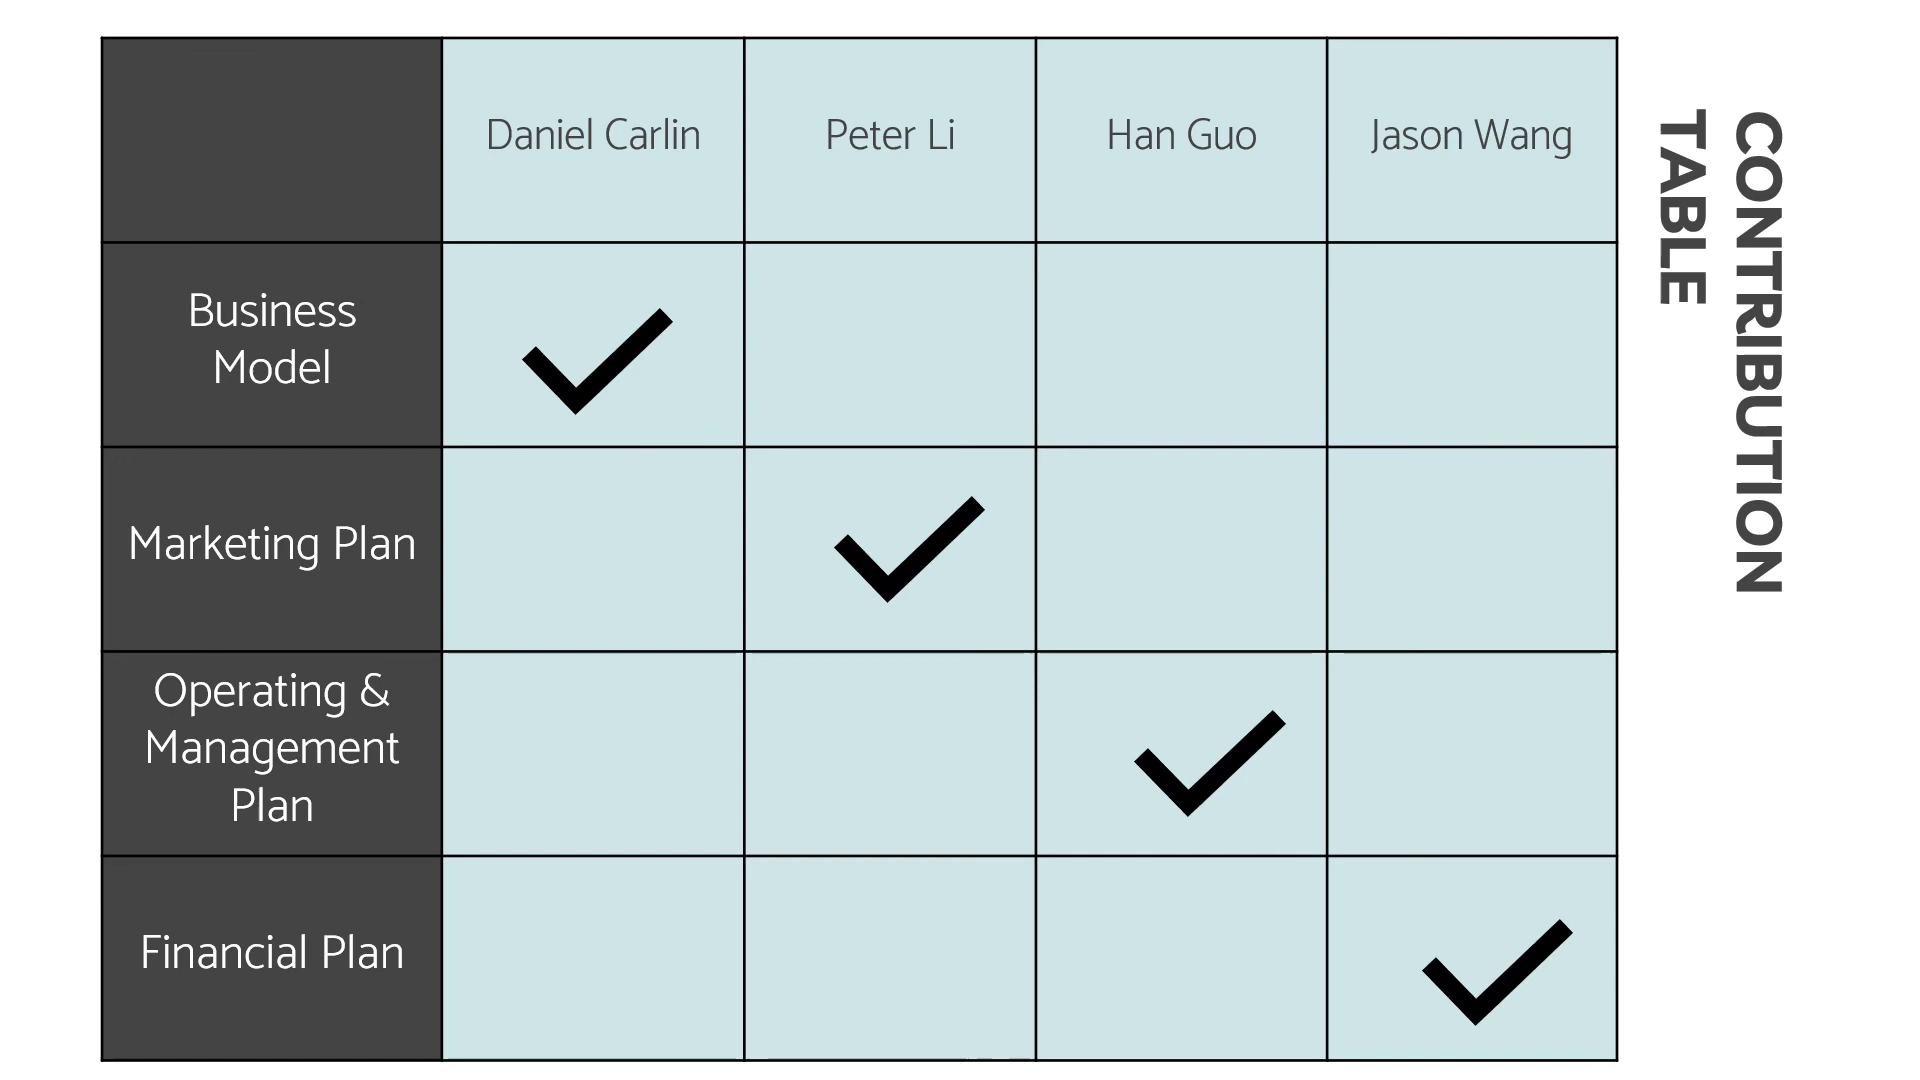 Daniel Carlin
Peter Li
Han Guo
Jason Wang
Business
Model
Marketing Plan
Operating &
Management
Plan
Financial Plan
CONTRIBUTION
TABLE